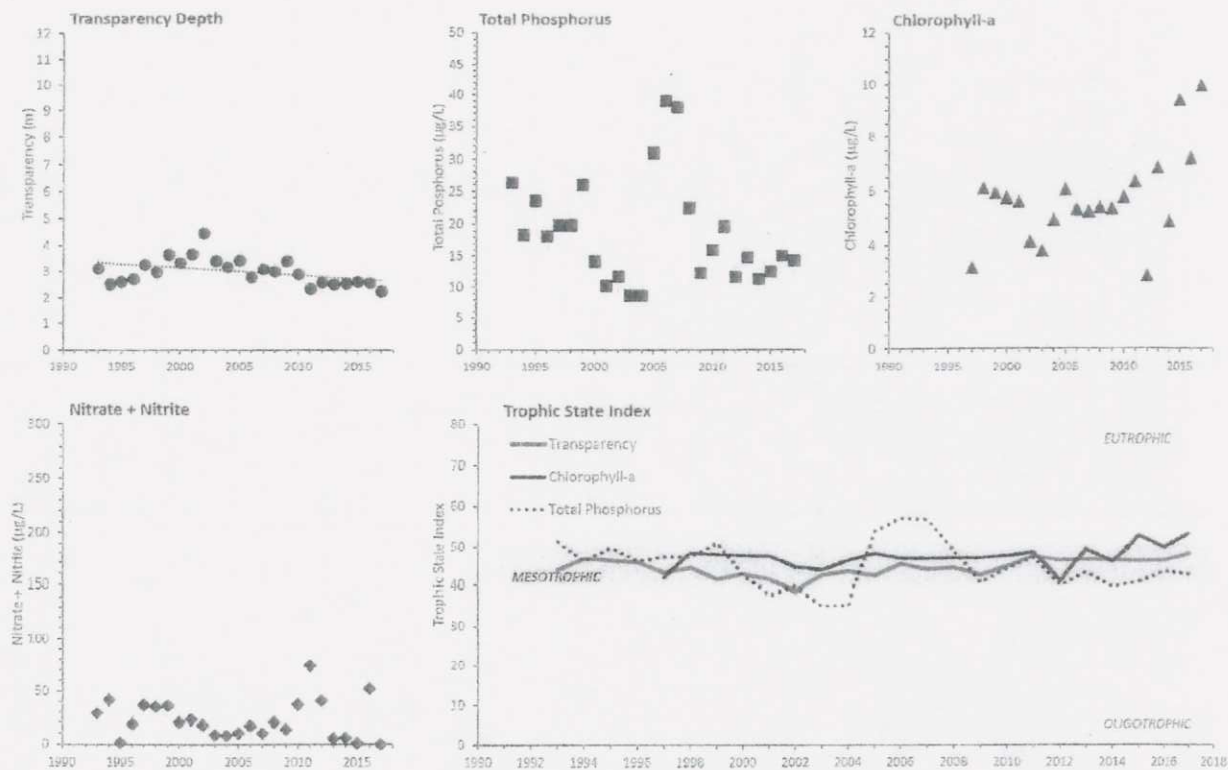 Transparency Depth
Transparency (m)
12
11
10
9
8
7
6
5
4
3
2
1
0
1990 1995 2000 2005 2010 2015
Total Phosphorus
Total Posphorus (µg/L)
50
45
40
35
30
25
20
15
10
5
0
1990 1995 2000 2005 2010 2015
Chlorophyll-a
Chlorophyll-a (µg/L)
12
10
8
6
4
2
0
1990 1995 2000 2005 2010 2015
Nitrate + Nitrite
Nitrate + Nitrite (µg/L)
300
250
200
150
100
50
0
1990 1995 2000 2005 2010 2015
Trophic State Index
Trophic State Index
80
70
60
50
40
30
20
10
0
Transparency
Chlorophyll-a
Total Phosphorus
EUTROPHIC
MESOTROPHIC
OLIGOTROPHIC
1990 1992 1994 1996 1998 2000 2002 2004 2006 2008 2010 2012 2014 2016 2018